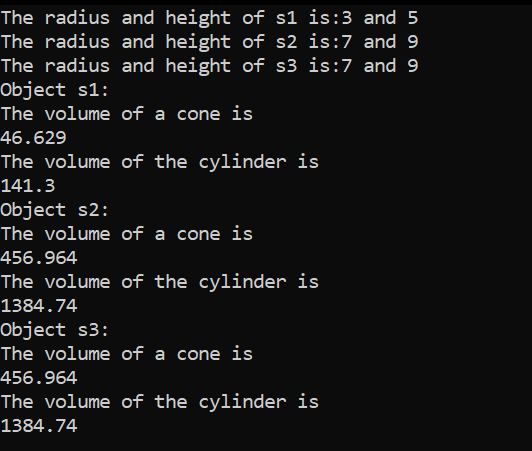 The radius and height of s1 is:3 and 5
The radius and height of s2 is:7 and 9
The radius and height of s3 is:7 and 9
Object s1:
The volume of a cone is
46.629
The volume of the cylinder is
141.3
Object s2:
The volume of a cone is
456.964
The volume of the cylinder is
1384.74
Object s3:
The volume of a cone is
456.964
The volume of the cylinder is
1384.74